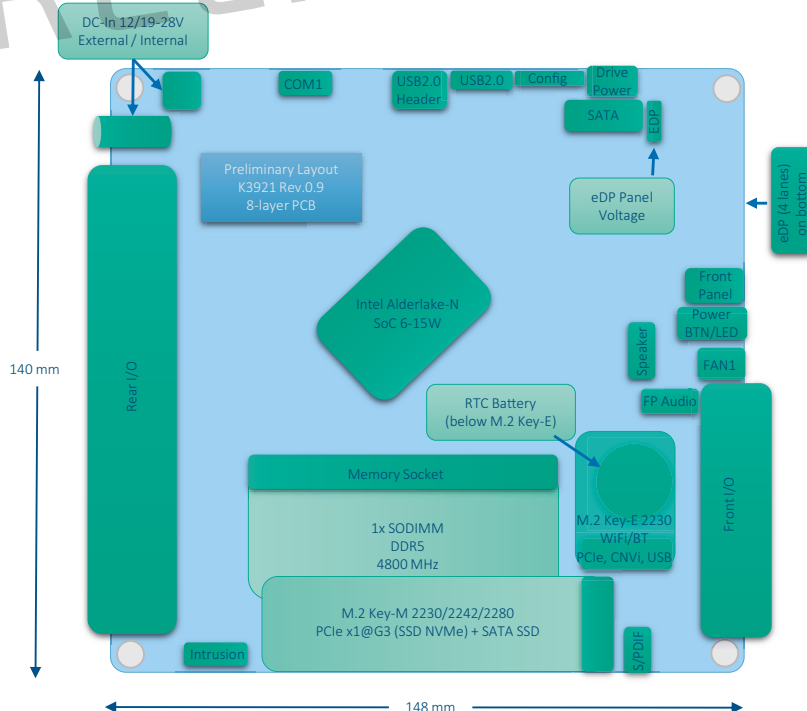 DC-In 12/19-28V
External / Internal
COM1
USB2.0
Header
USB2.0
Config
Drive
Power
SATA
EDP
Preliminary Layout
K3921 Rev.0.9
8-layer PCB
eDP Panel
Voltage
eDP (4 lanes)
on bottom
Intel Alderlake-N
SoC 6-15W
Front
Panel
Power
BTN/LED
Speaker
FAN1
140 mm
Rear I/O
RTC Battery
(below M.2 Key-E)
FP Audio
Memory Socket
Front I/O
1x SODIMM
DDR5
4800 MHz
M.2 Key-E 2230
WiFi/BT
PCIe, CNVi, USB
M.2 Key-M 2230/2242/2280
PCIe x1@G3 (SSD NVMe) + SATA SSD
Intrusion
S/PDIF
148 mm